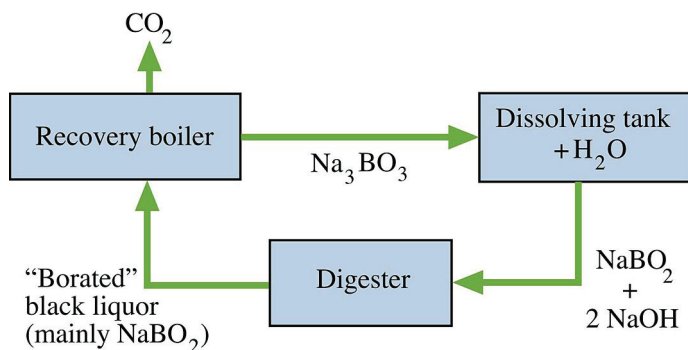 CO₂
Recovery boiler
Na₃BO₃
Dissolving tank
+H₂O
"Borated"
black liquor
(mainly NaBO₂)
Digester
NaBO₂
+
2 NaOH